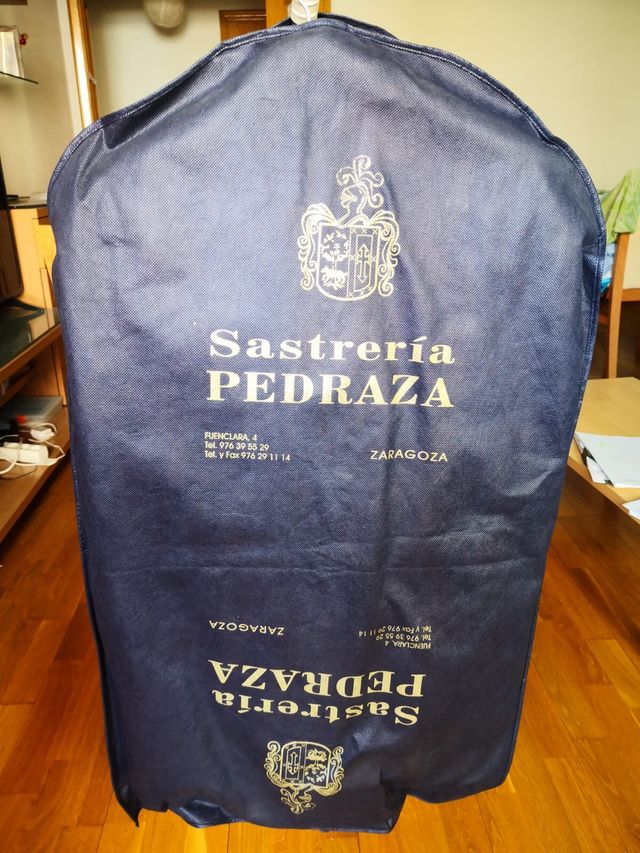 Sastrería
PEDRAZA
FUENCLARA, 4
Tel. 976 39 55 29
Tel. y Fax 976 29 11 14
ZARAGOZA
FUENCLARA, 4
Tel. 976 39 55 29
Tel. y Fax 976 29 11 14
ZARAGOZA
Sastrería
PEDRAZA